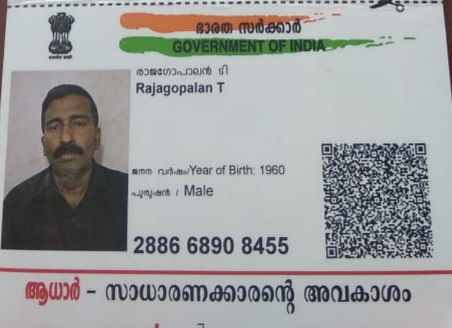 ഭാരത സർക്കാർ
GOVERNMENT OF INDIA
രാജഗോപാലൻ ടി
Rajagopalan T
ജനന വർഷം/Year of Birth: 1960
പുരുഷൻ / Male
2886 6890 8455
ആധാർ - സാധാരണക്കാരന്റെ അവകാശം